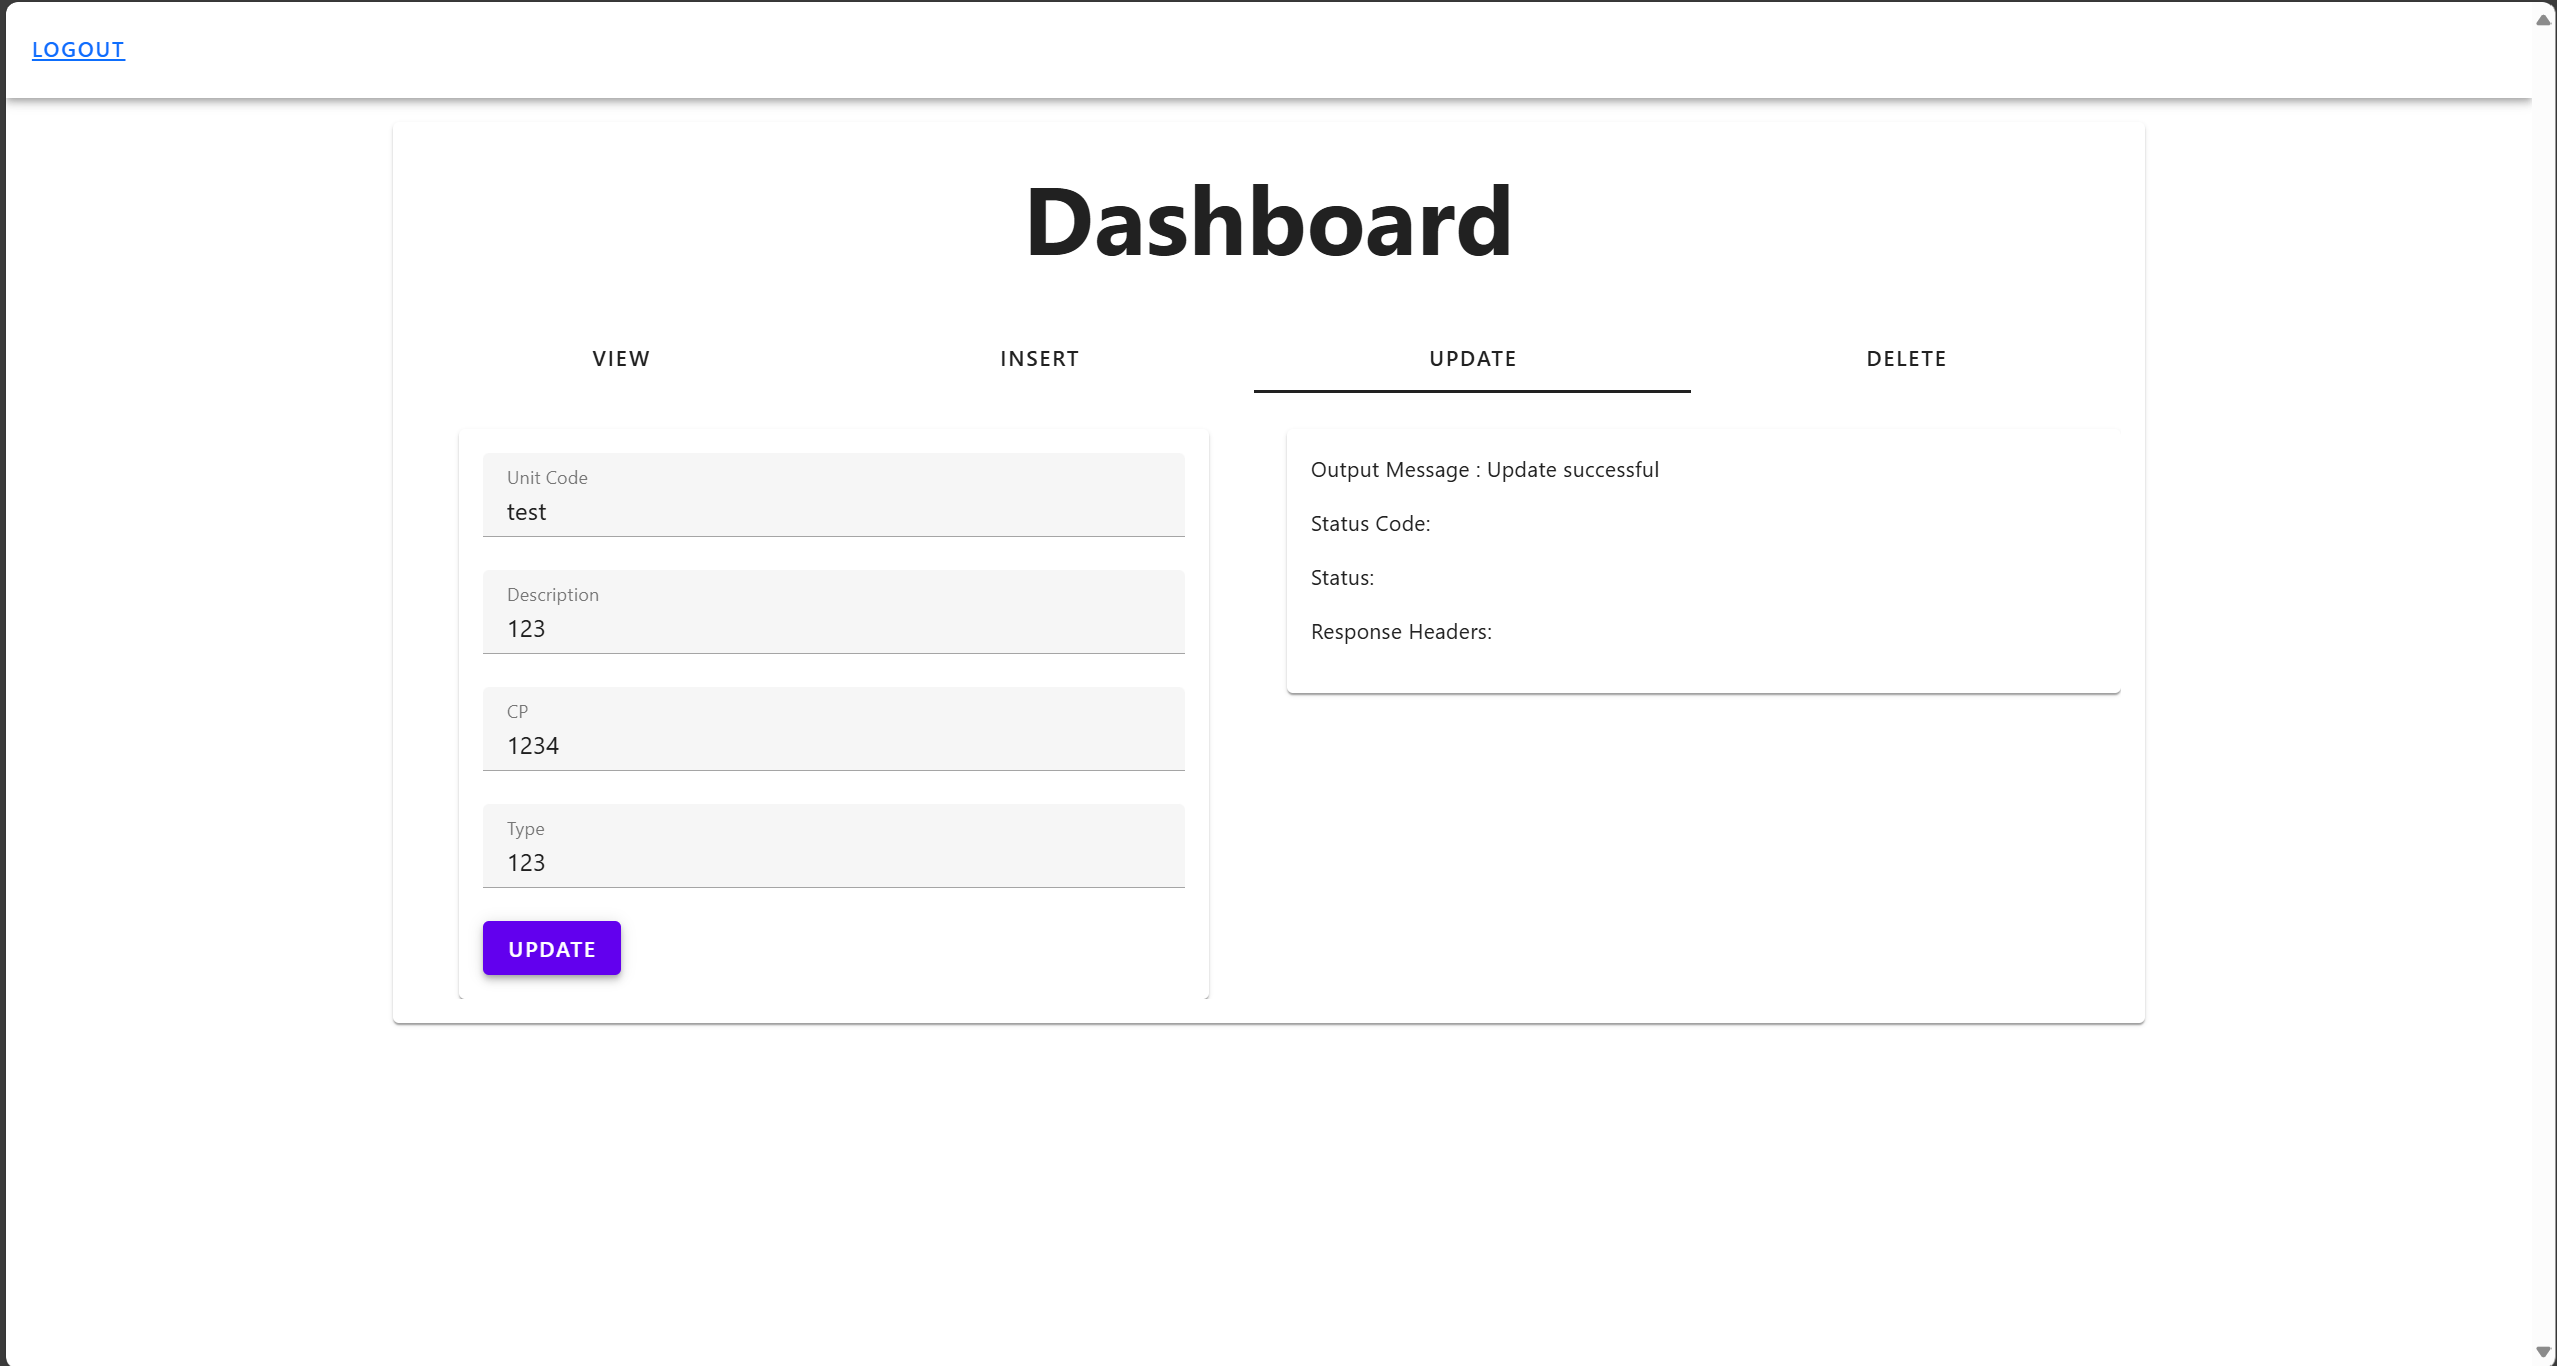 LOGOUT
Dashboard
VIEW
INSERT
UPDATE
DELETE
Unit Code
test
Description
123
CP
1234
Type
123
UPDATE
Output Message : Update successful
Status Code:
Status:
Response Headers: